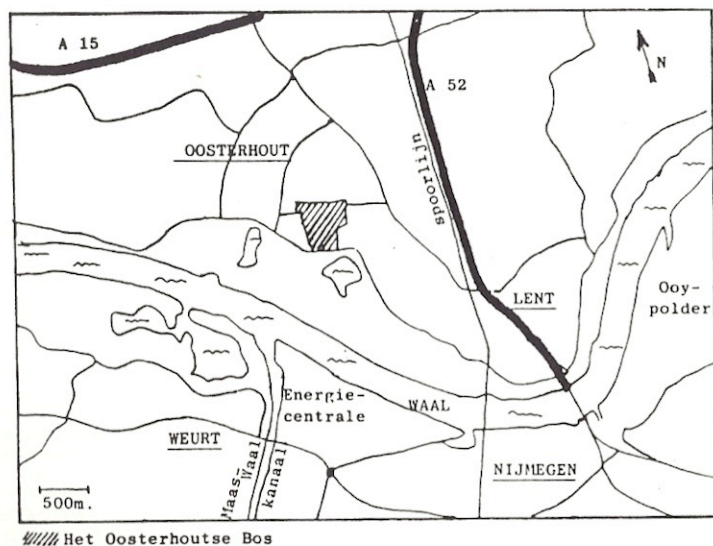 A 15
A 52
N
OOSTERHOUT
spoorlijn
LENT
Ooy-
polder
Energie-
centrale
WAAL
WEURT
Maas-
Waal
kanaal
NIJMEGEN
500m.
Het Oosterhoutse Bos